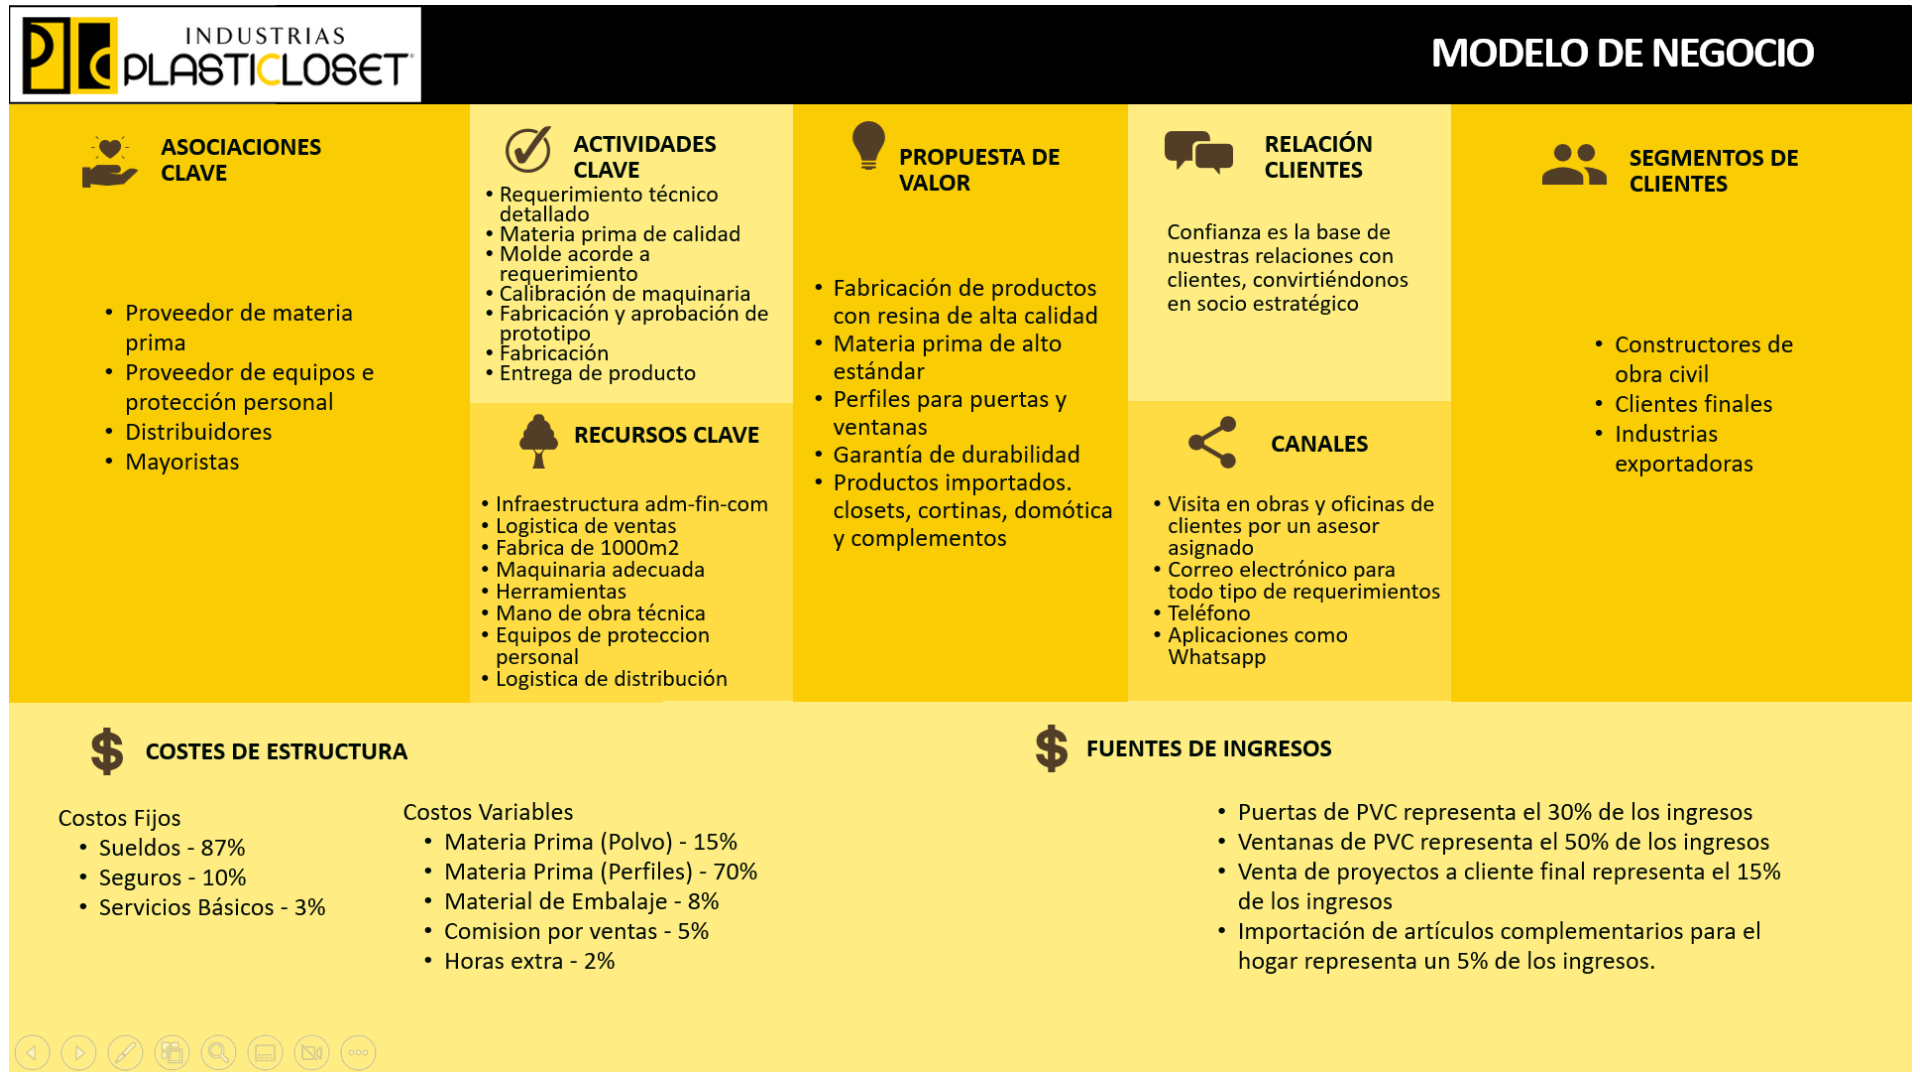 INDUSTRIAS
PLASTICLOSET
MODELO DE NEGOCIO
ASOCIACIONES
CLAVE
• Proveedor de materia
prima
• Proveedor de equipos e
protección personal
• Distribuidores
• Mayoristas
ACTIVIDADES
CLAVE
• Requerimiento técnico
detallado
• Materia prima de calidad
• Molde acorde a
requerimiento
• Calibración de maquinaria
• Fabricación y aprobación de
prototipo
• Fabricación
• Entrega de producto
RECURSOS CLAVE
• Infraestructura adm-fin-com
• Logistica de ventas
• Fabrica de 1000m2
• Maquinaria adecuada
• Herramientas
• Mano de obra técnica
• Equipos de proteccion
personal
• Logistica de distribución
PROPUESTA DE
VALOR
• Fabricación de productos
con resina de alta calidad
• Materia prima de alto
estándar
• Perfiles para puertas y
ventanas
• Garantía de durabilidad
• Productos importados.
closets, cortinas, domótica
y complementos
RELACIÓN
CLIENTES
Confianza es la base de
nuestras relaciones con
clientes, convirtiéndonos
en socio estratégico
CANALES
• Visita en obras y oficinas de
clientes por un asesor
asignado
• Correo electrónico para
todo tipo de requerimientos
• Teléfono
• Aplicaciones como
Whatsapp
SEGMENTOS DE
CLIENTES
• Constructores de
obra civil
• Clientes finales
• Industrias
exportadoras
COSTES DE ESTRUCTURA
Costos Fijos
• Sueldos - 87%
• Seguros - 10%
• Servicios Básicos - 3%
Costos Variables
• Materia Prima (Polvo) - 15%
• Materia Prima (Perfiles) - 70%
• Material de Embalaje - 8%
• Comision por ventas - 5%
• Horas extra - 2%
FUENTES DE INGRESOS
• Puertas de PVC representa el 30% de los ingresos
• Ventanas de PVC representa el 50% de los ingresos
• Venta de proyectos a cliente final representa el 15%
de los ingresos
• Importación de artículos complementarios para el
hogar representa un 5% de los ingresos.